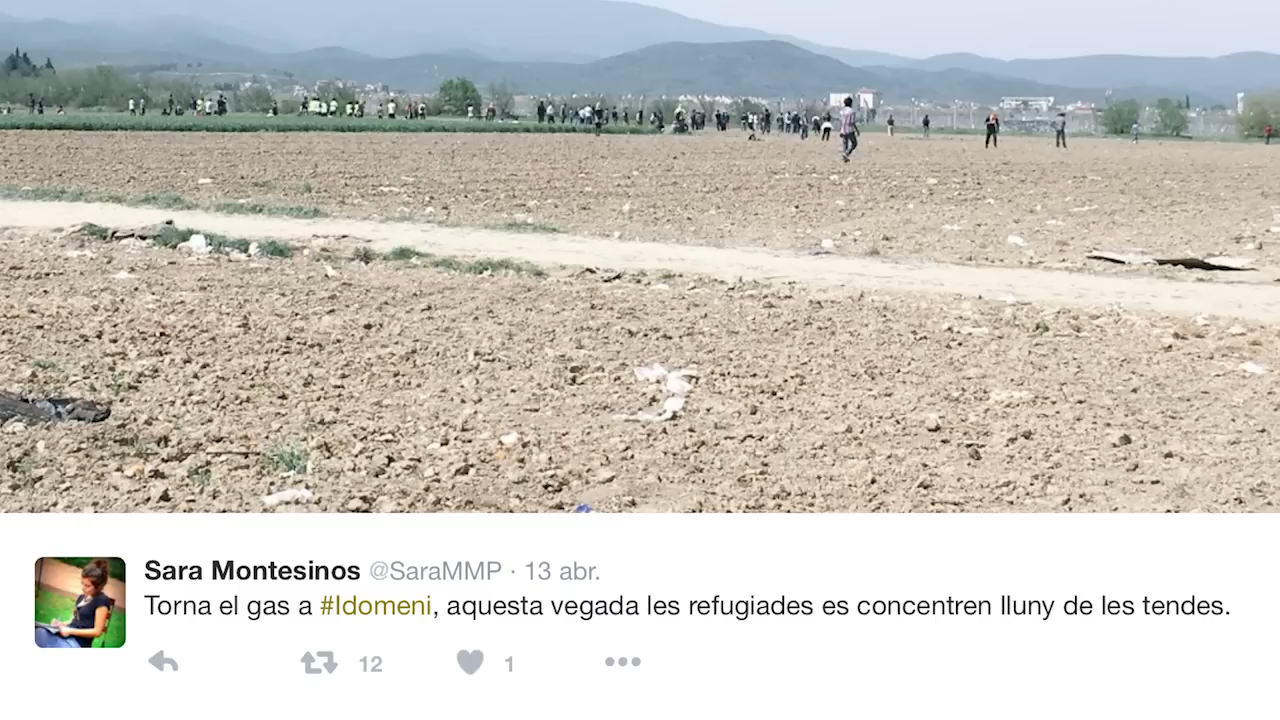 Sara Montesinos @SaraMMP · 13 abr.
Torna el gas a #Idomeni, aquesta vegada les refugiades es concentren lluny de les tendes.
12 1